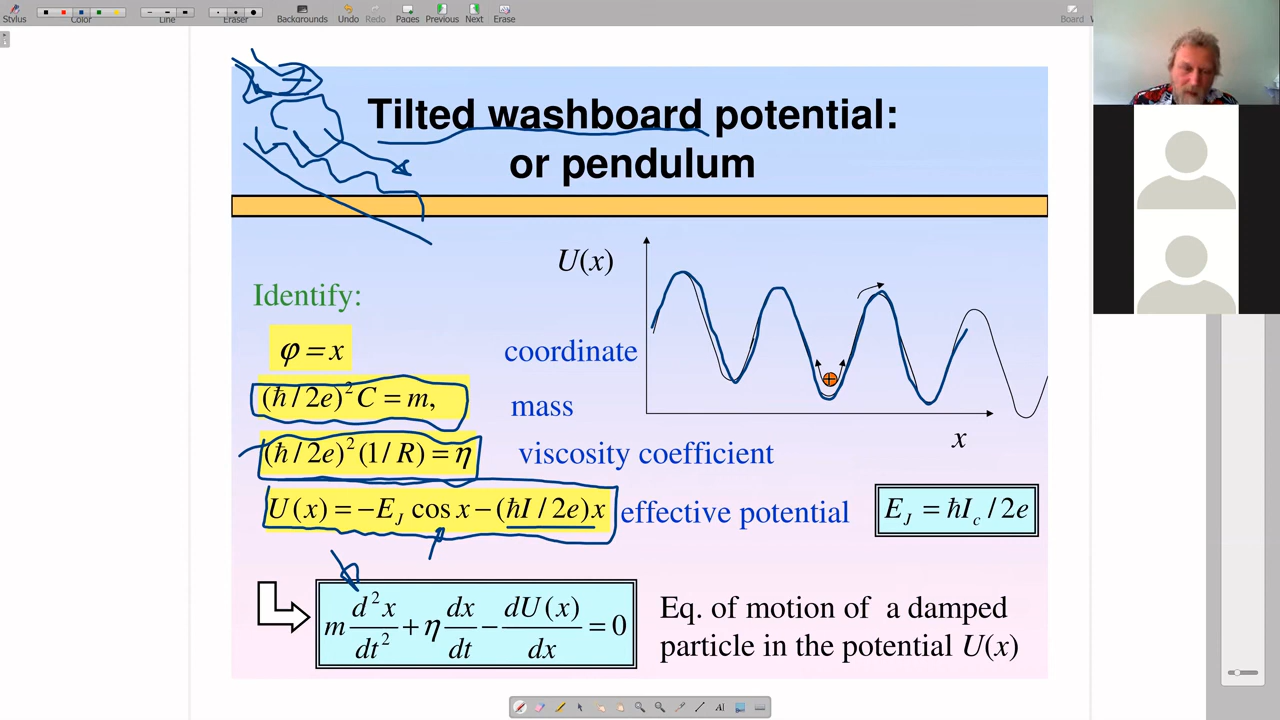 Stylus
Color
Line
Eraser
Backgrounds
Undo
Redo
Pages
Previous
Next
Erase
Board
Tilted washboard potential:
or pendulum
U(x)
Identify:
φ = x
coordinate
(ħ / 2e)² C = m,
mass
x
(ħ / 2e)² (1 / R) = η
viscosity coefficient
U(x) = −E_J cos x − (ħI / 2e)x
effective potential
E_J = ħI_c / 2e
m d²x/dt² + η dx/dt − dU(x)/dx = 0
Eq. of motion of a damped
particle in the potential U(x)